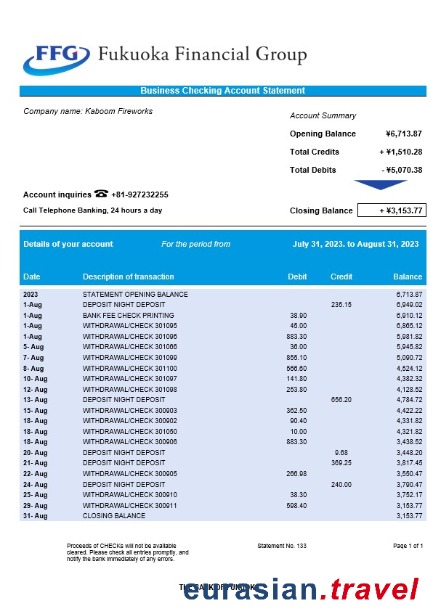 FFG Fukuoka Financial Group
Business Checking Account Statement
Company name: Kaboom Fireworks
Account Summary
Opening Balance ¥6,713.87
Total Credits + ¥1,510.28
Total Debits - ¥5,070.38
Account inquiries ☎ +81-927232255
Call Telephone Banking, 24 hours a day
Closing Balance + ¥3,153.77
Details of your account For the period from July 31, 2023. to August 31, 2023
Date Description of transaction Debit Credit Balance
2023 STATEMENT OPENING BALANCE 6,713.87
1-Aug DEPOSIT NIGHT DEPOSIT 235.15 6,949.02
1-Aug BANK FEE CHECK PRINTING 38.90 6,910.12
1-Aug WITHDRAWAL/CHECK 301095 45.00 6,865.12
1-Aug WITHDRAWAL/CHECK 301096 883.30 5,981.82
5- Aug WITHDRAWAL/CHECK 301066 36.00 5,945.82
7- Aug WITHDRAWAL/CHECK 301099 855.10 5,090.72
8- Aug WITHDRAWAL/CHECK 301100 566.60 4,524.12
10- Aug WITHDRAWAL/CHECK 301097 141.80 4,382.32
12- Aug WITHDRAWAL/CHECK 301098 253.80 4,128.52
13- Aug DEPOSIT NIGHT DEPOSIT 656.20 4,784.72
15- Aug WITHDRAWAL/CHECK 300903 362.50 4,422.22
18- Aug WITHDRAWAL/CHECK 300902 90.40 4,331.82
18- Aug WITHDRAWAL/CHECK 301050 10.00 4,321.82
18- Aug WITHDRAWAL/CHECK 300906 883.30 3,438.52
20- Aug DEPOSIT NIGHT DEPOSIT 9.68 3,448.20
21- Aug DEPOSIT NIGHT DEPOSIT 369.25 3,817.45
22- Aug WITHDRAWAL/CHECK 300905 266.98 3,550.47
24- Aug DEPOSIT NIGHT DEPOSIT 240.00 3,790.47
25- Aug WITHDRAWAL/CHECK 300910 38.30 3,752.17
29- Aug WITHDRAWAL/CHECK 300911 598.40 3,153.77
31- Aug CLOSING BALANCE 3,153.77
Proceeds of CHECKs will not be available Statement No. 133 Page 1 of 1
cleared. Please check all entries promptly, and
notify the bank immediately of any errors.
eurasian.travel